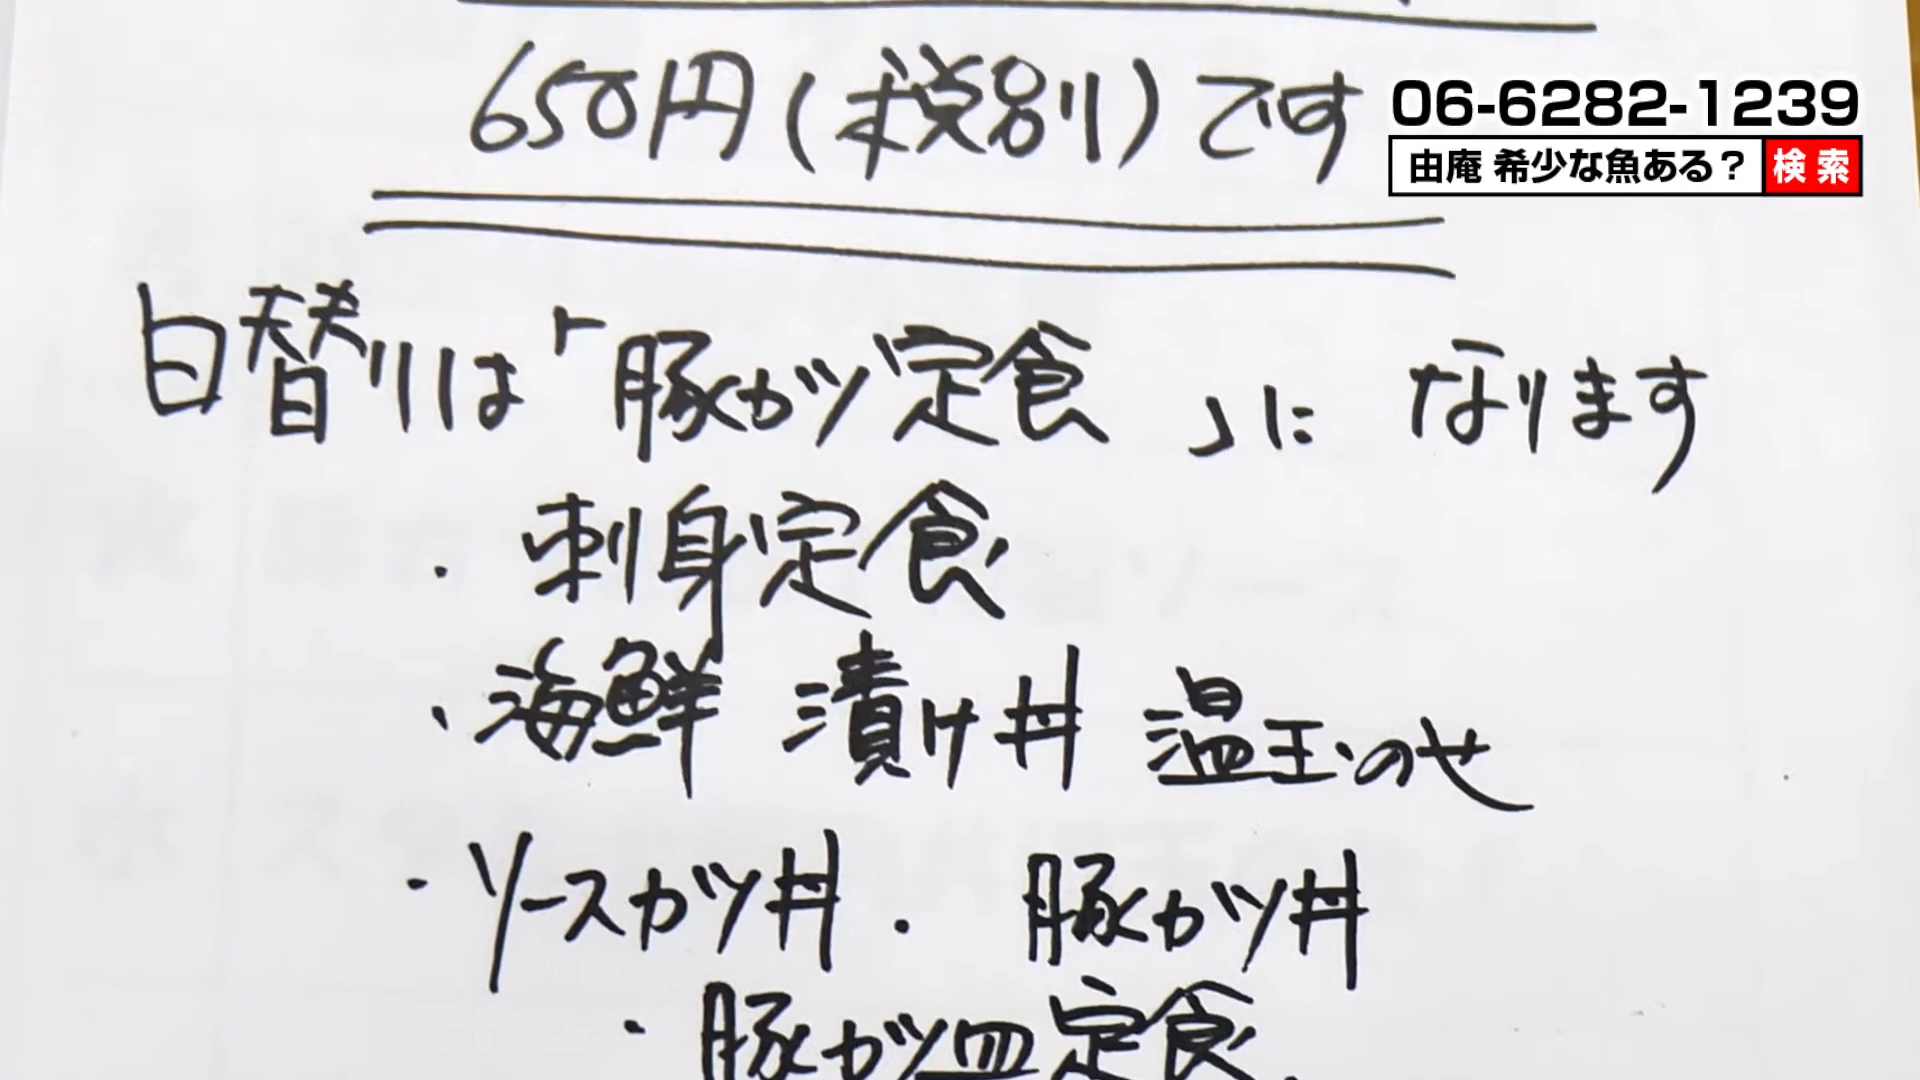 650円(税別)です
06-6282-1239
由庵 希少な魚ある? 検索
日替りは「豚カツ定食」になります
・刺身定食
・海鮮 漬け丼 温玉のせ
・ソースカツ丼・豚カツ丼
・豚カツ皿定食